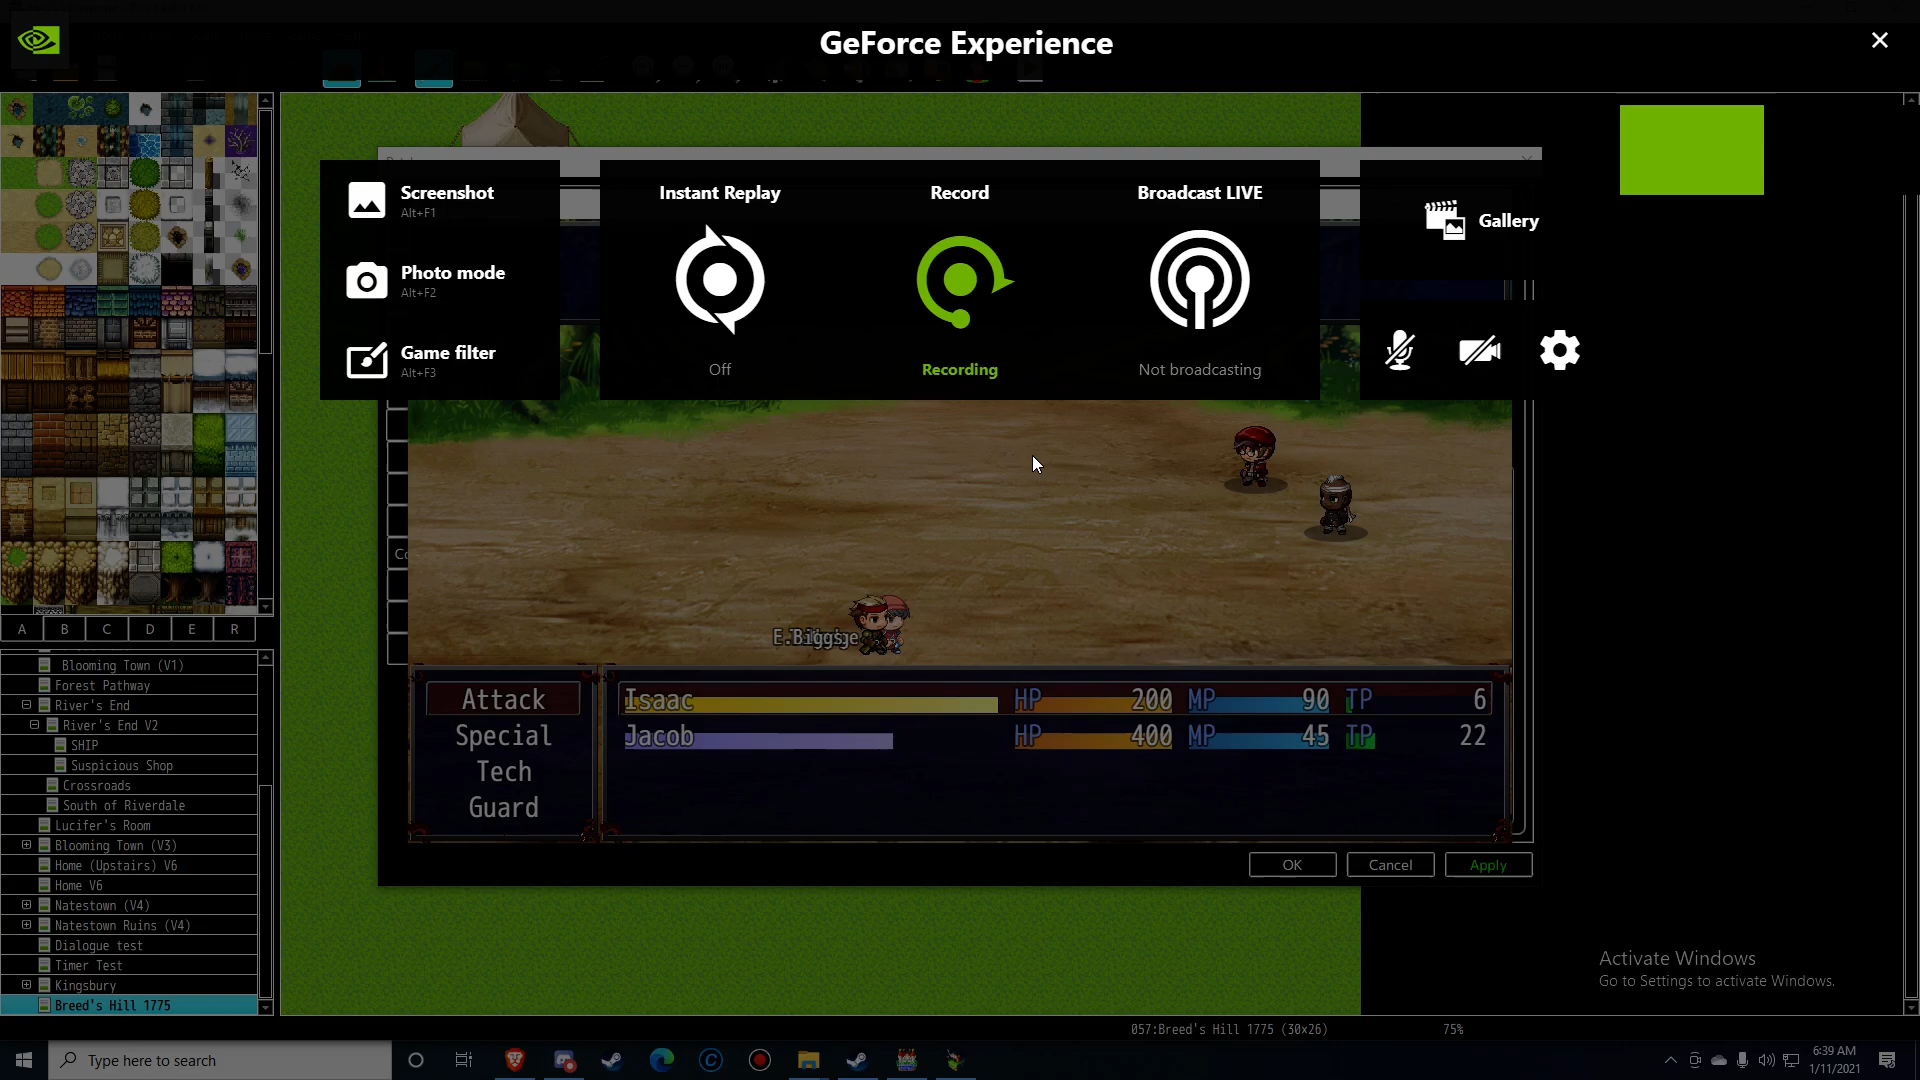 GeForce Experience
Screenshot
Alt+F1
Photo mode
Alt+F2
Game filter
Alt+F3
Instant Replay
Off
Record
Recording
Broadcast LIVE
Not broadcasting
Gallery
A B C D E R
Blooming Town (V1)
Forest Pathway
River's End
River's End V2
SHIP
Suspicious Shop
Crossroads
South of Riverdale
Lucifer's Room
Blooming Town (V3)
Home (Upstairs) V6
Home V6
Natestown (V4)
Natestown Ruins (V4)
Dialogue test
Timer Test
Kingsbury
Breed's Hill 1775
E.Biggs
Attack
Special
Tech
Guard
Isaac HP 200 MP 90 TP 6
Jacob HP 400 MP 45 TP 22
OK Cancel Apply
Activate Windows
Go to Settings to activate Windows.
057:Breed's Hill 1775 (30x26) 75%
Type here to search
6:39 AM
1/11/2021